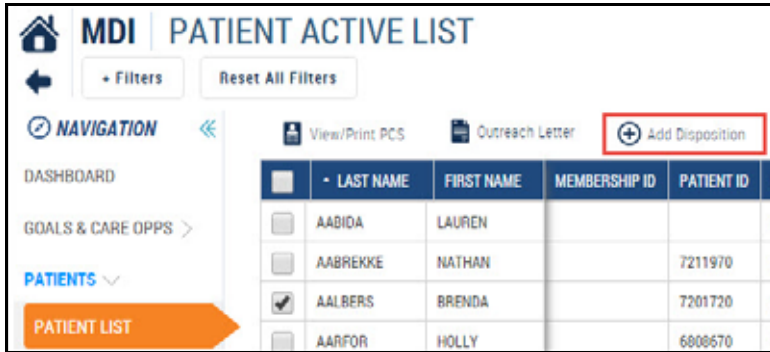 MDI PATIENT ACTIVE LIST
+ Filters Reset All Filters
NAVIGATION
View/Print PCS Outreach Letter Add Disposition
DASHBOARD
LAST NAME FIRST NAME MEMBERSHIP ID PATIENT ID
GOALS & CARE OPPS
AABIDA LAUREN
AABREKKE NATHAN 7211970
PATIENTS
AALBERS BRENDA 7201720
PATIENT LIST
AARFOR HOLLY 6808670